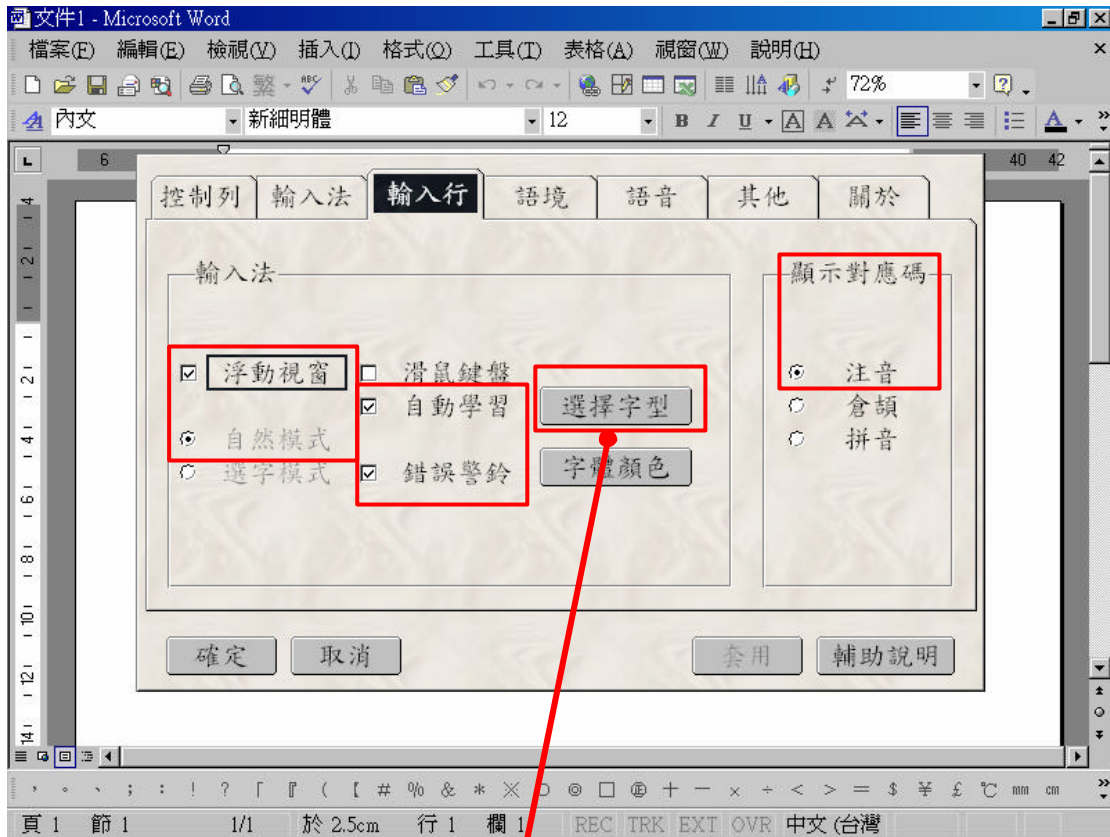 文件1 - Microsoft Word
檔案(F) 編輯(E) 檢視(V) 插入(I) 格式(O) 工具(T) 表格(A) 視窗(W) 說明(H)
72%
內文 新細明體 12 B I U A A A
6 40 42
控制列 輸入法 輸入行 語境 語音 其他 關於
輸入法 顯示對應碼
浮動視窗 滑鼠鍵盤 注音
自動學習 選擇字型 倉頡
自然模式 拼音
選字模式 錯誤警鈴 字體顏色
確定 取消 套用 輔助說明
, 。 、 ; : ! ? 「 『 ( 【 # % & * ※ ◎ □ ㊣ + - × ÷ < > = $ ¥ £ ℃ mm cm
頁 1 節 1 1/1 於 2.5cm 行 1 欄 1 REC TRK EXT OVR 中文 (台灣